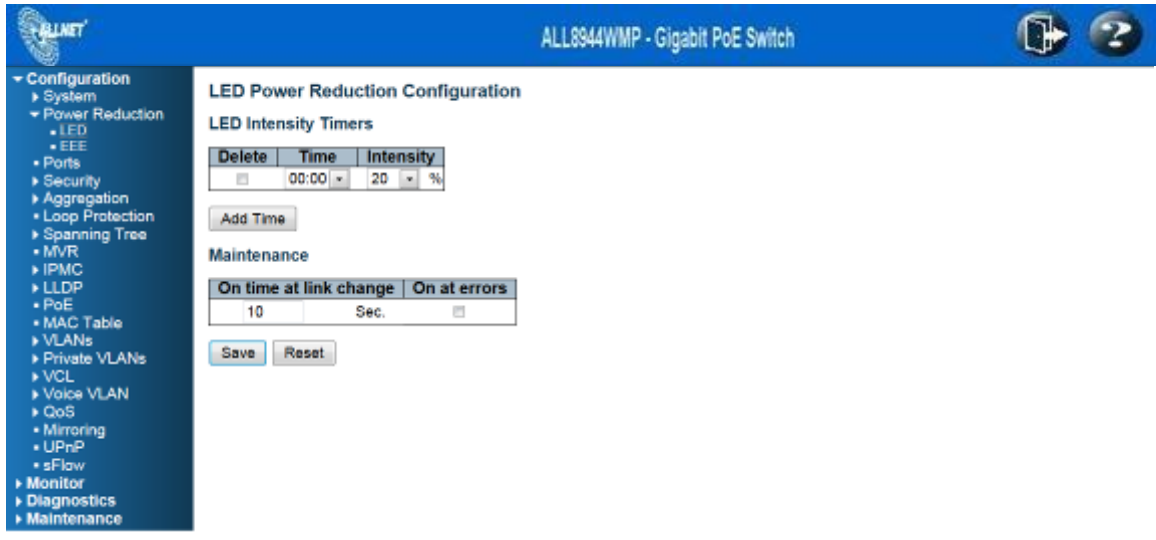 ALLNET
ALL8944WMP - Gigabit PoE Switch
?
Configuration
System
Power Reduction
LED
EEE
Ports
Security
Aggregation
Loop Protection
Spanning Tree
MVR
IPMC
LLDP
PoE
MAC Table
VLANs
Private VLANs
VCL
Voice VLAN
QoS
Mirroring
UPnP
sFlow
Monitor
Diagnostics
Maintenance
LED Power Reduction Configuration
LED Intensity Timers
Delete Time Intensity
00:00 20 %
Add Time
Maintenance
On time at link change On at errors
10 Sec.
Save Reset